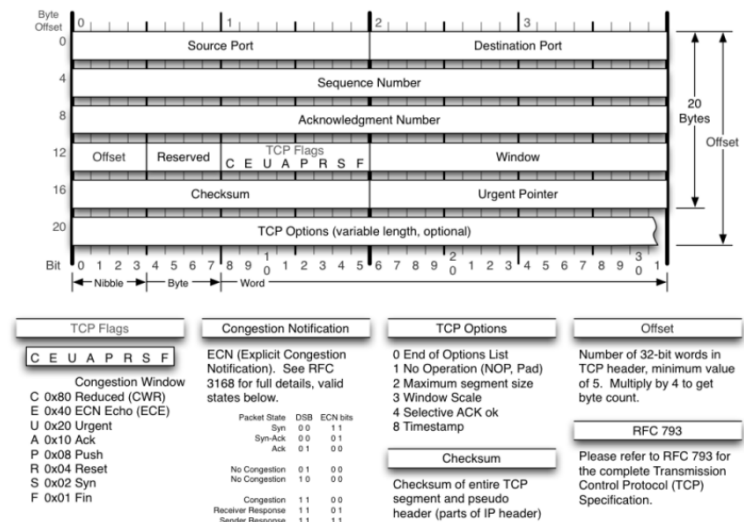 Byte
Offset
0 1 2 3
0 Source Port Destination Port
4 Sequence Number
8 Acknowledgment Number
20
Bytes
Offset
12 Offset Reserved TCP Flags Window
C E U A P R S F
16 Checksum Urgent Pointer
20 TCP Options (variable length, optional)
Bit 0 1 2 3 4 5 6 7 8 9 10 1 2 3 4 5 6 7 8 9 20 1 2 3 4 5 6 7 8 9 30 1
Nibble Byte Word
TCP Flags
C E U A P R S F
Congestion Window
C 0x80 Reduced (CWR)
E 0x40 ECN Echo (ECE)
U 0x20 Urgent
A 0x10 Ack
P 0x08 Push
R 0x04 Reset
S 0x02 Syn
F 0x01 Fin
Congestion Notification
ECN (Explicit Congestion
Notification). See RFC
3168 for full details, valid
states below.
Packet State DSB ECN bits
Syn 0 0 1 1
Syn-Ack 0 0 0 1
Ack 0 1 0 0
No Congestion 0 1 0 0
No Congestion 1 0 0 0
Congestion 1 1 0 0
Receiver Response 1 1 0 1
Sender Response 1 1 1 1
TCP Options
0 End of Options List
1 No Operation (NOP, Pad)
2 Maximum segment size
3 Window Scale
4 Selective ACK ok
8 Timestamp
Checksum
Checksum of entire TCP
segment and pseudo
header (parts of IP header)
Offset
Number of 32-bit words in
TCP header, minimum value
of 5. Multiply by 4 to get
byte count.
RFC 793
Please refer to RFC 793 for
the complete Transmission
Control Protocol (TCP)
Specification.